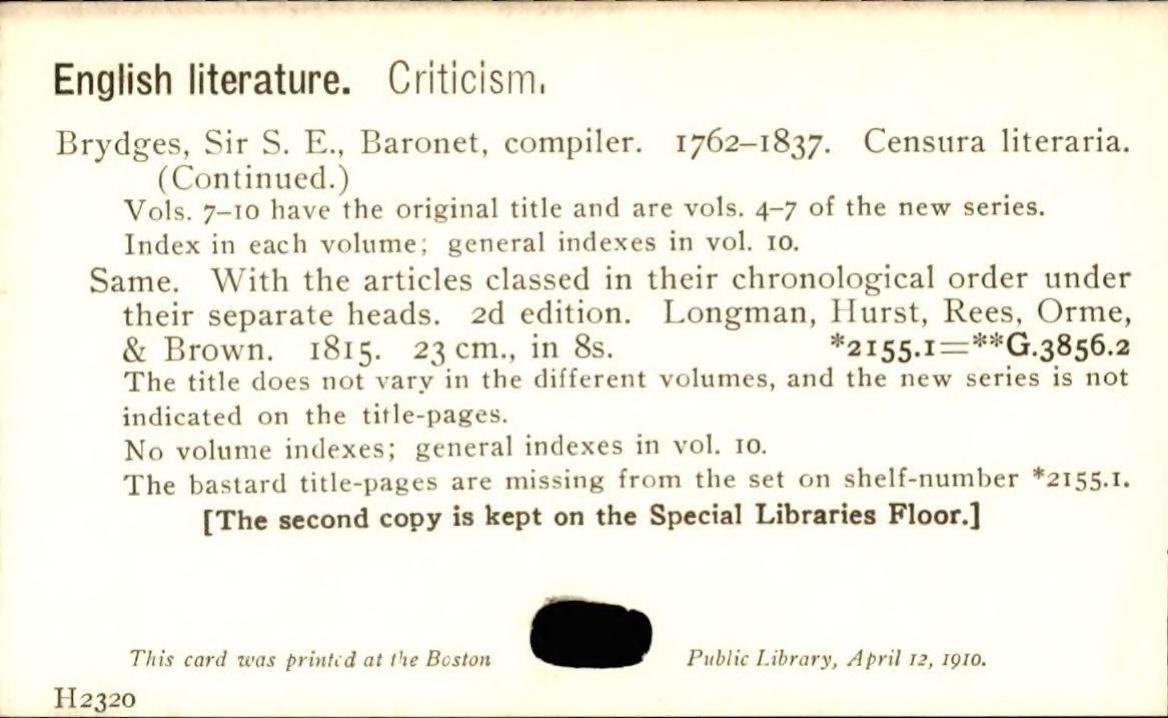 English literature. Criticism.
Brydges, Sir S. E., Baronet, compiler. 1762–1837. Censura literaria.
(Continued.)
Vols. 7–10 have the original title and are vols. 4–7 of the new series.
Index in each volume; general indexes in vol. 10.
Same. With the articles classed in their chronological order under
their separate heads. 2d edition. Longman, Hurst, Rees, Orme,
& Brown. 1815. 23 cm., in 8s. *2155.1=**G.3856.2
The title does not vary in the different volumes, and the new series is not
indicated on the title-pages.
No volume indexes; general indexes in vol. 10.
The bastard title-pages are missing from the set on shelf-number *2155.1.
[The second copy is kept on the Special Libraries Floor.]
This card was printed at the Boston Public Library, April 12, 1910.
H2320